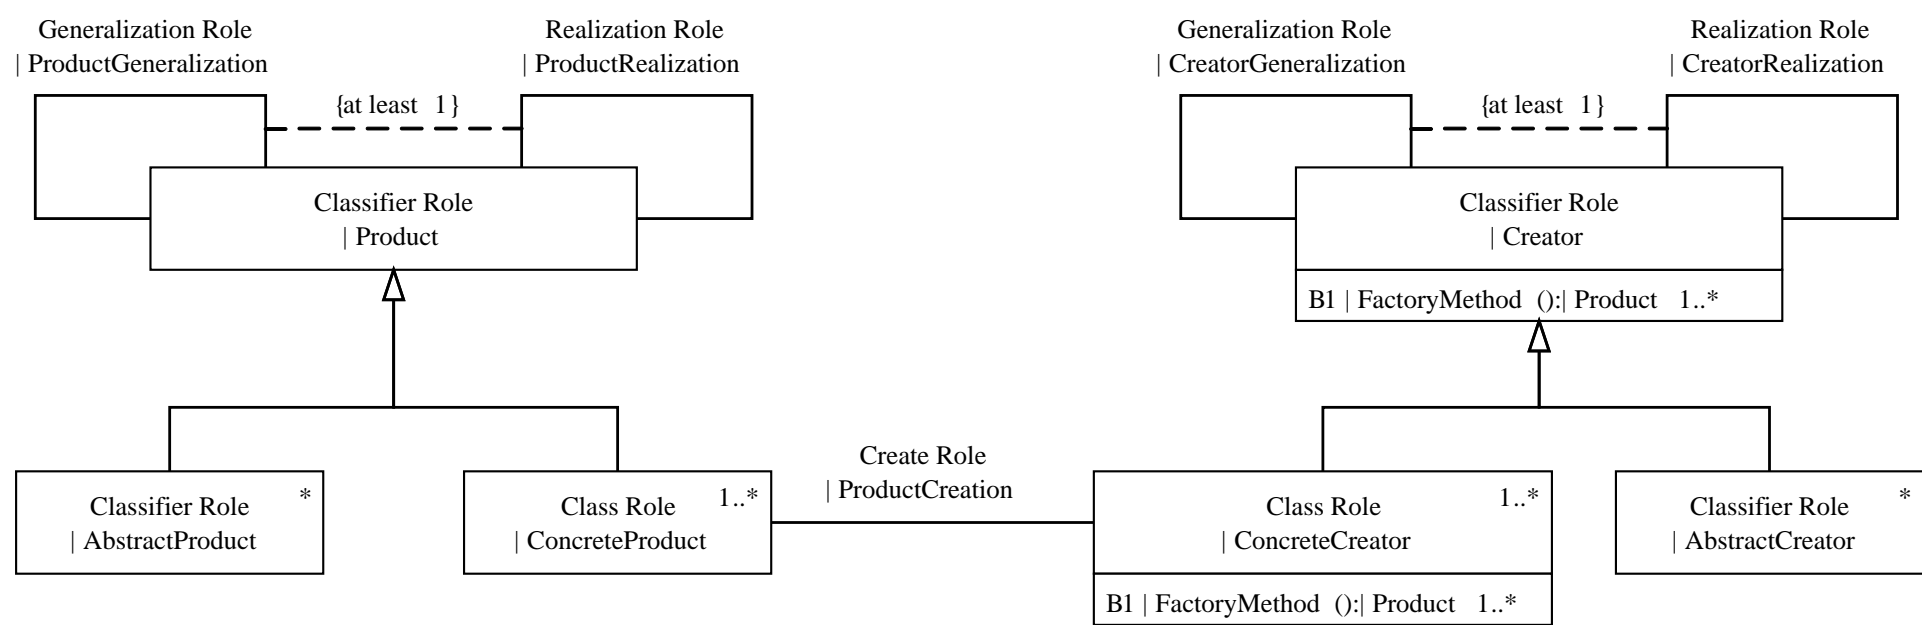 Generalization Role
| ProductGeneralization
Realization Role
| ProductRealization
{at least 1}
Classifier Role
| Product
Generalization Role
| CreatorGeneralization
Realization Role
| CreatorRealization
{at least 1}
Classifier Role
| Creator
B1 | FactoryMethod ():| Product 1..*
Classifier Role
| AbstractProduct
*
Class Role
| ConcreteProduct
1..*
Create Role
| ProductCreation
Class Role
| ConcreteCreator
1..*
B1 | FactoryMethod ():| Product 1..*
Classifier Role
| AbstractCreator
*